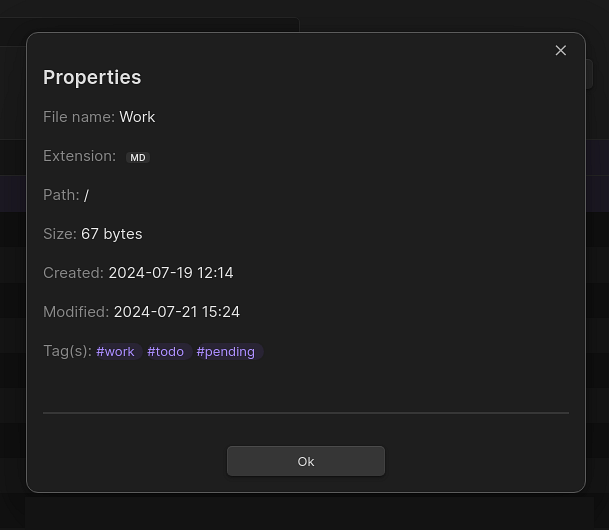 Properties
File name: Work
Extension: MD
Path: /
Size: 67 bytes
Created: 2024-07-19 12:14
Modified: 2024-07-21 15:24
Tag(s): #work #todo #pending
Ok